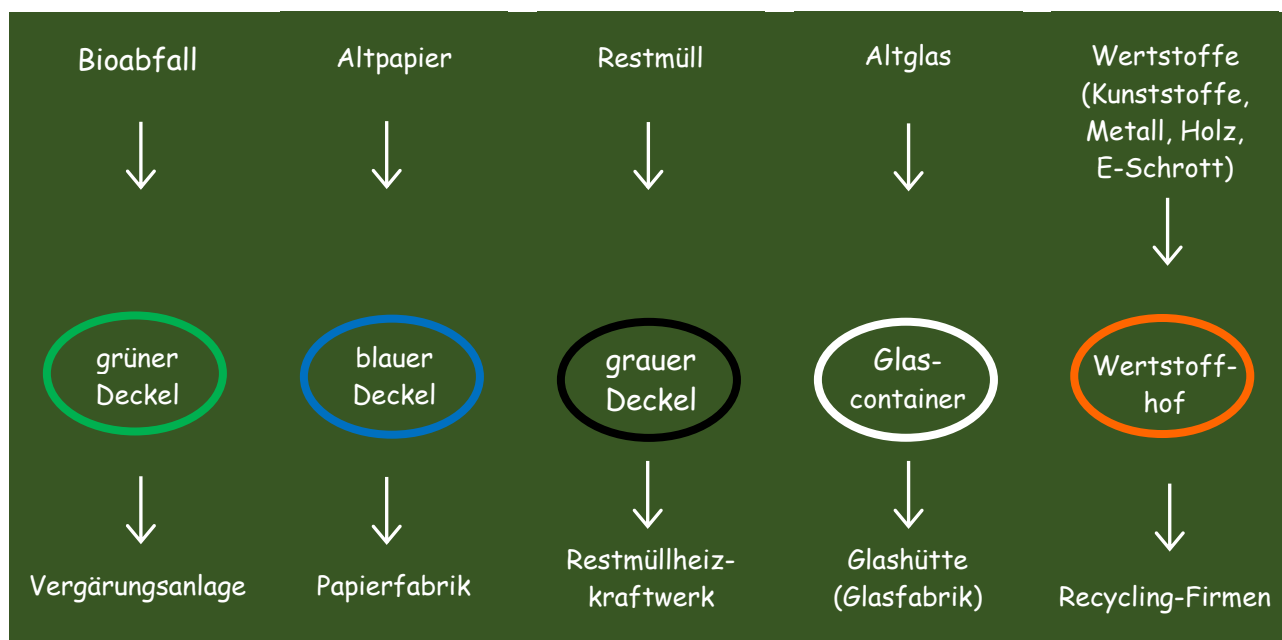 Bioabfall
Altpapier
Restmüll
Altglas
Wertstoffe
(Kunststoffe,
Metall, Holz,
E-Schrott)
grüner
Deckel
blauer
Deckel
grauer
Deckel
Glas-
container
Wertstoff-
hof
Vergärungsanlage
Papierfabrik
Restmüllheiz-
kraftwerk
Glashütte
(Glasfabrik)
Recycling-Firmen